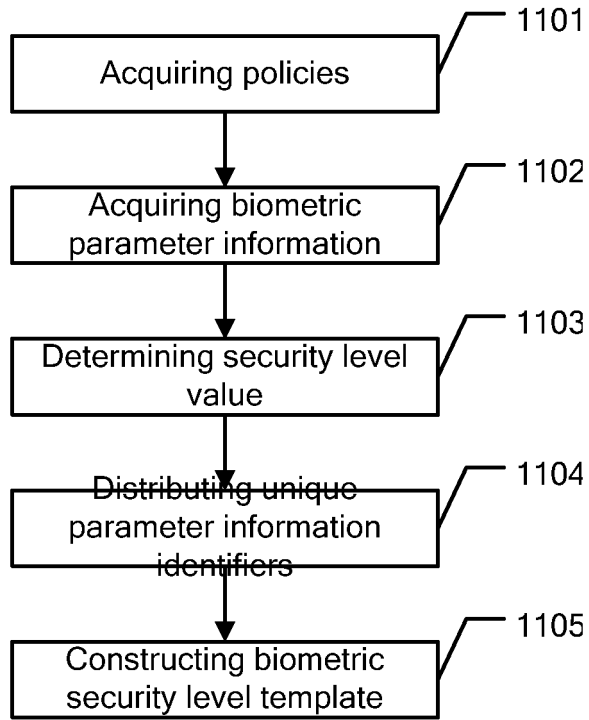 1101
Acquiring policies
1102
Acquiring biometric
parameter information
1103
Determining security level
value
1104
Distributing unique
parameter information
identifiers
1105
Constructing biometric
security level template